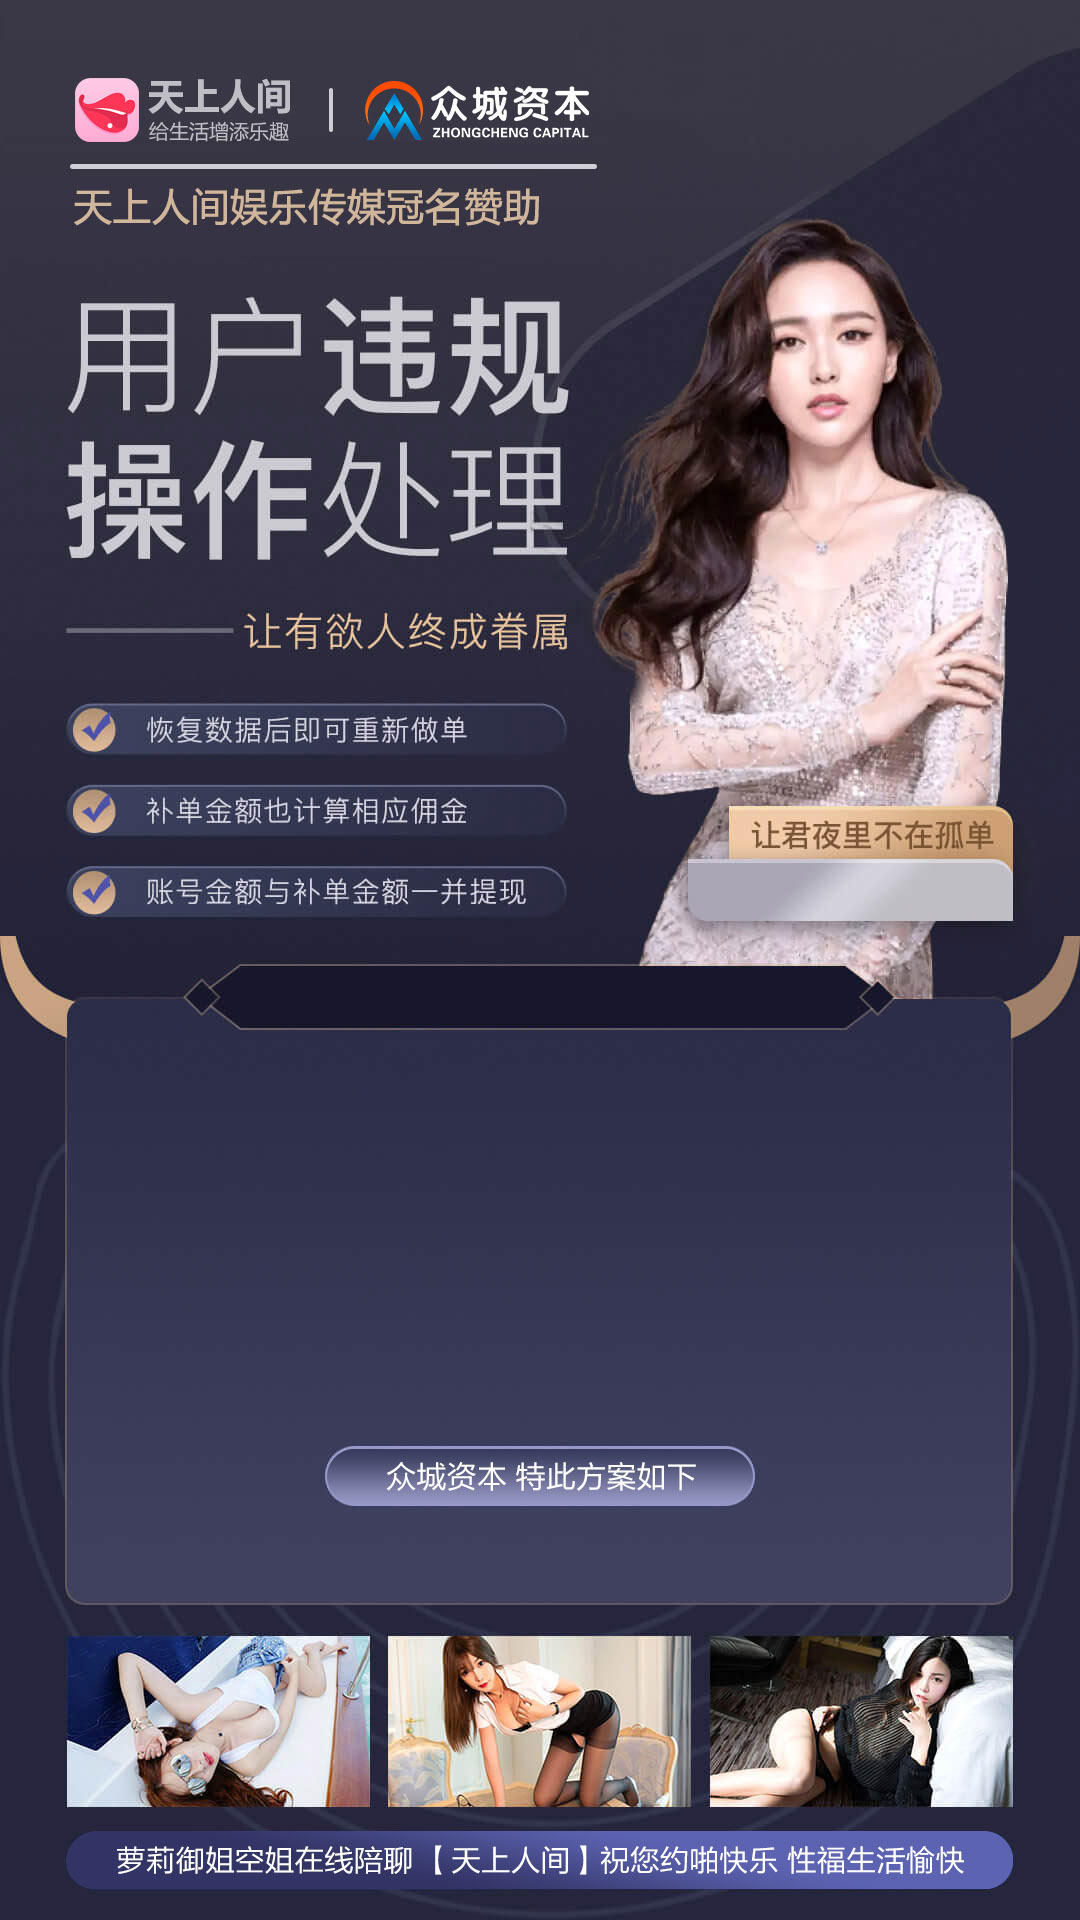 天上人间
给生活增添乐趣
众城资本
ZHONGCHENG CAPITAL
天上人间娱乐传媒冠名赞助
用户违规
操作处理
让有欲人终成眷属
恢复数据后即可重新做单
补单金额也计算相应佣金
账号金额与补单金额一并提现
让君夜里不在孤单
众城资本 特此方案如下
萝莉御姐空姐在线陪聊【天上人间】祝您约啪快乐 性福生活愉快